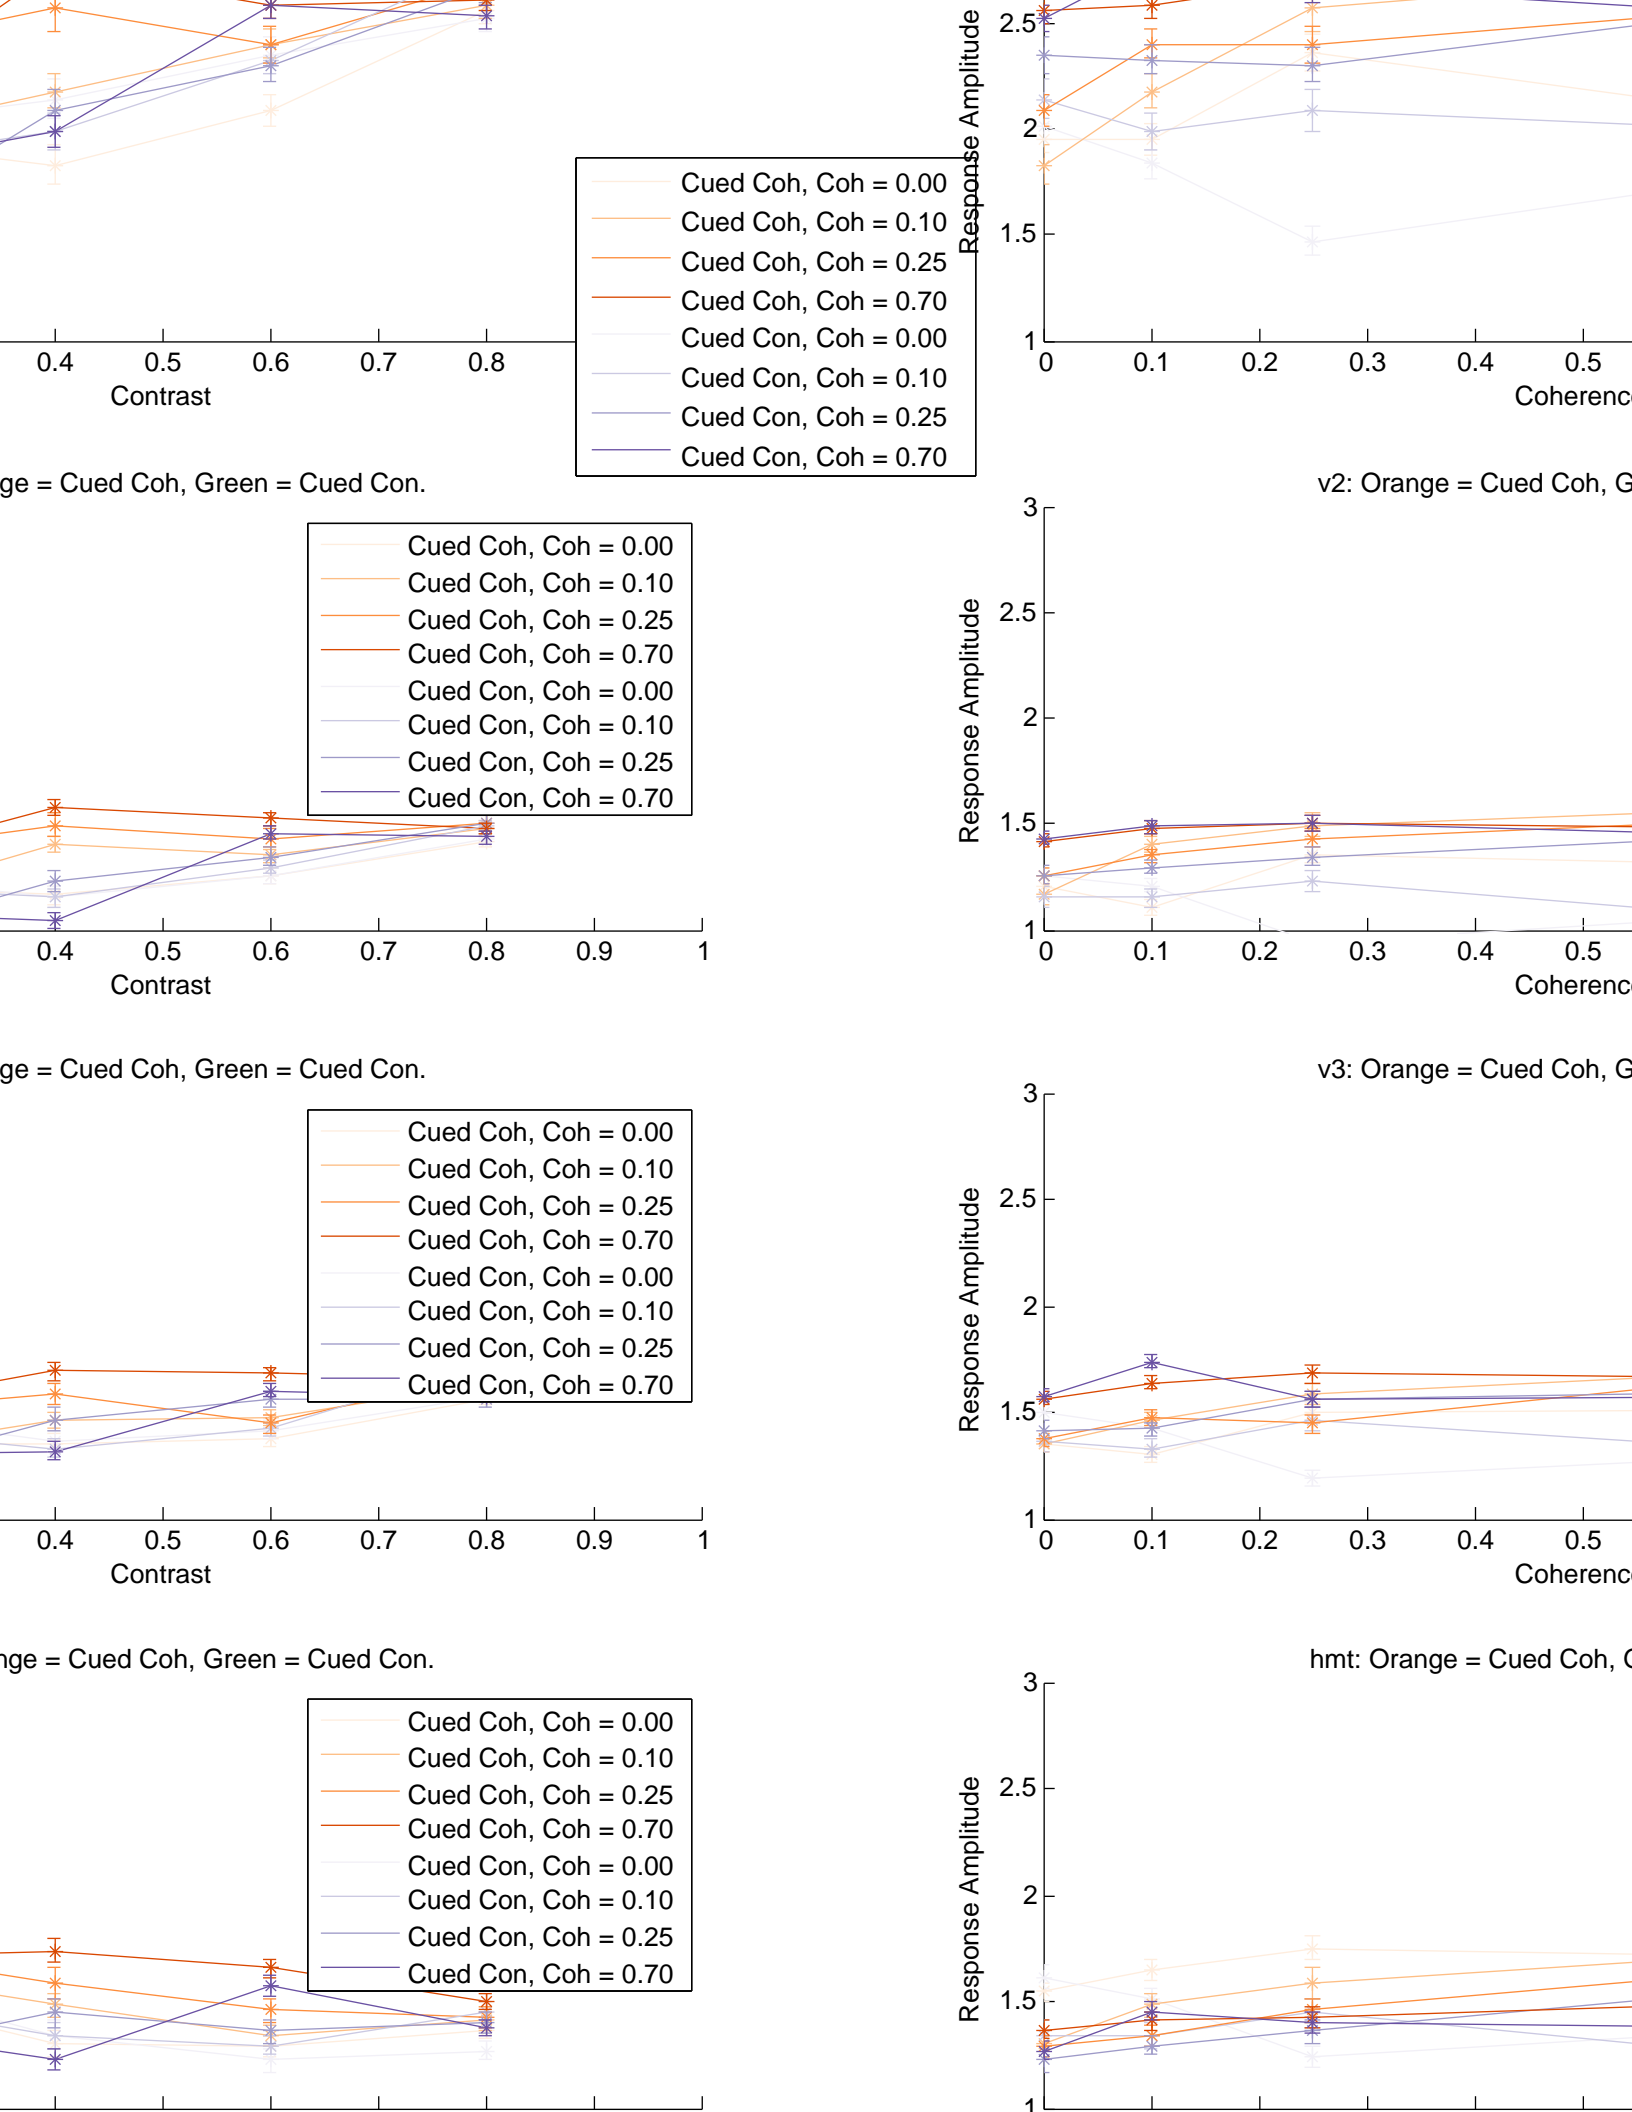 2.5
2
1.5
1
Response Amplitude
0 0.1 0.2 0.3 0.4 0.5
Coherenc
Cued Coh, Coh = 0.00
Cued Coh, Coh = 0.10
Cued Coh, Coh = 0.25
Cued Coh, Coh = 0.70
Cued Con, Coh = 0.00
Cued Con, Coh = 0.10
Cued Con, Coh = 0.25
Cued Con, Coh = 0.70
0.4 0.5 0.6 0.7 0.8
Contrast
ge = Cued Coh, Green = Cued Con.
Cued Coh, Coh = 0.00
Cued Coh, Coh = 0.10
Cued Coh, Coh = 0.25
Cued Coh, Coh = 0.70
Cued Con, Coh = 0.00
Cued Con, Coh = 0.10
Cued Con, Coh = 0.25
Cued Con, Coh = 0.70
0.4 0.5 0.6 0.7 0.8 0.9 1
Contrast
v2: Orange = Cued Coh, G
3
2.5
2
1.5
1
Response Amplitude
0 0.1 0.2 0.3 0.4 0.5
Coherenc
ge = Cued Coh, Green = Cued Con.
Cued Coh, Coh = 0.00
Cued Coh, Coh = 0.10
Cued Coh, Coh = 0.25
Cued Coh, Coh = 0.70
Cued Con, Coh = 0.00
Cued Con, Coh = 0.10
Cued Con, Coh = 0.25
Cued Con, Coh = 0.70
0.4 0.5 0.6 0.7 0.8 0.9 1
Contrast
v3: Orange = Cued Coh, G
3
2.5
2
1.5
1
Response Amplitude
0 0.1 0.2 0.3 0.4 0.5
Coherenc
nge = Cued Coh, Green = Cued Con.
Cued Coh, Coh = 0.00
Cued Coh, Coh = 0.10
Cued Coh, Coh = 0.25
Cued Coh, Coh = 0.70
Cued Con, Coh = 0.00
Cued Con, Coh = 0.10
Cued Con, Coh = 0.25
Cued Con, Coh = 0.70
hmt: Orange = Cued Coh,
3
2.5
2
1.5
1
Response Amplitude